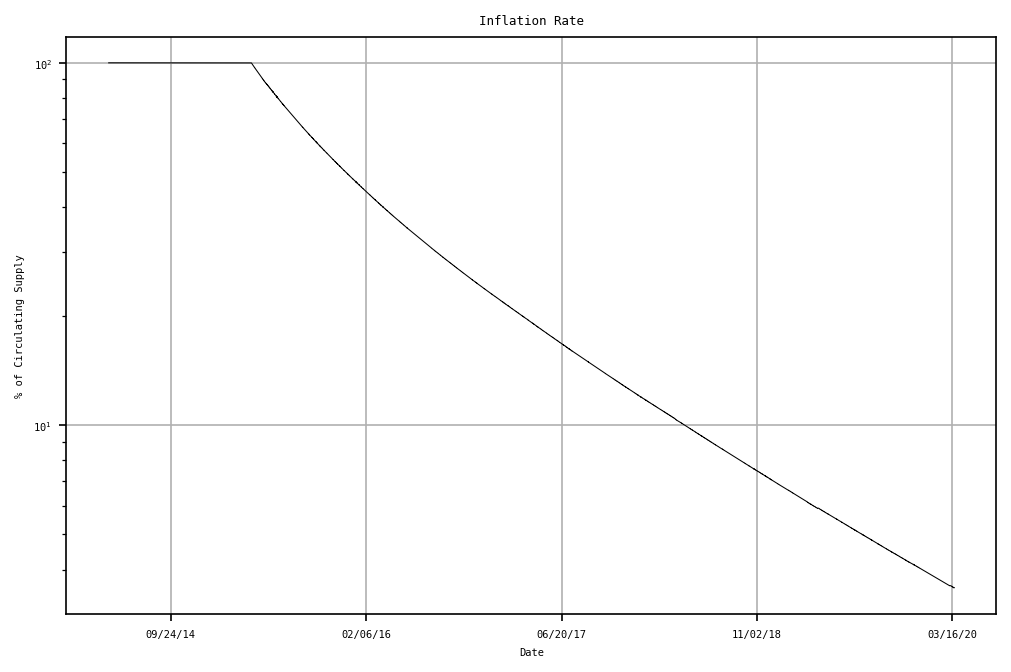 Inflation Rate
% of Circulating Supply
10²
10¹
09/24/14 02/06/16 06/20/17 11/02/18 03/16/20
Date